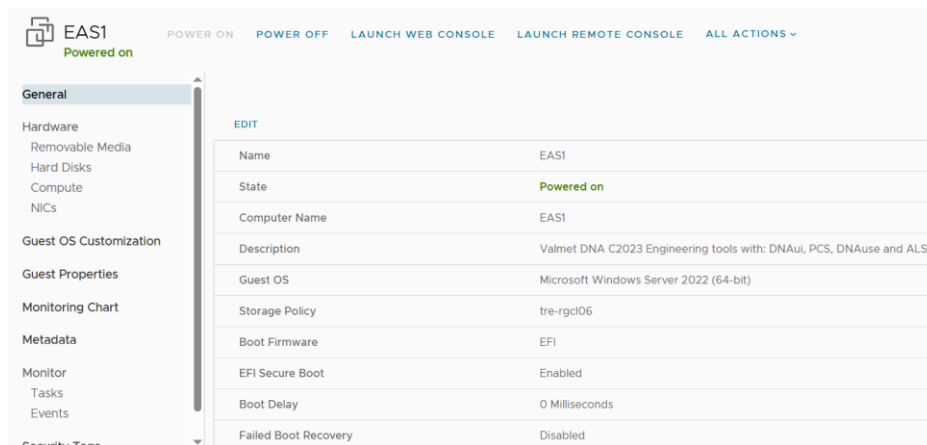 EAS1
Powered on
POWER ON POWER OFF LAUNCH WEB CONSOLE LAUNCH REMOTE CONSOLE ALL ACTIONS
General
Hardware
Removable Media
Hard Disks
Compute
NICs
Guest OS Customization
Guest Properties
Monitoring Chart
Metadata
Monitor
Tasks
Events
Security Tags
EDIT
Name EAS1
State Powered on
Computer Name EAS1
Description Valmet DNA C2023 Engineering tools with: DNAui, PCS, DNAuse and ALS
Guest OS Microsoft Windows Server 2022 (64-bit)
Storage Policy tre-rgcl06
Boot Firmware EFI
EFI Secure Boot Enabled
Boot Delay 0 Milliseconds
Failed Boot Recovery Disabled